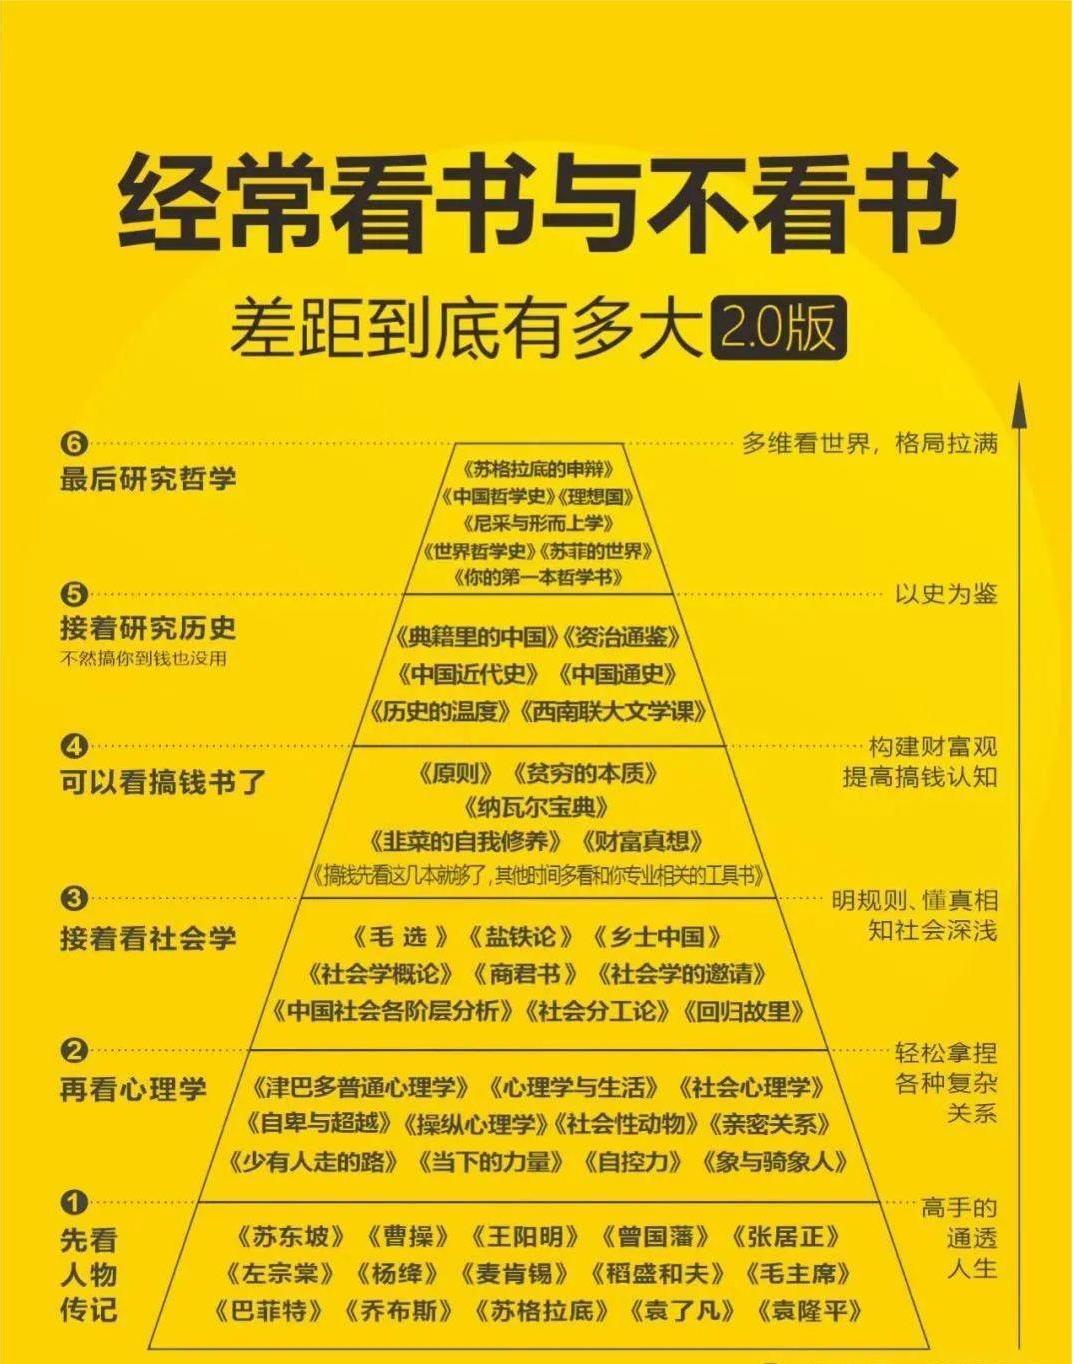 经常看书与不看书
差距到底有多大 2.0版
6
最后研究哲学
多维看世界，格局拉满
《苏格拉底的申辩》
《中国哲学史》《理想国》
《尼采与形而上学》
《世界哲学史》《苏菲的世界》
《你的第一本哲学书》
5
接着研究历史
不然搞你到钱也没用
以史为鉴
《典籍里的中国》《资治通鉴》
《中国近代史》《中国通史》
《历史的温度》《西南联大文学课》
4
可以看搞钱书了
构建财富观
提高搞钱认知
《原则》《贫穷的本质》
《纳瓦尔宝典》
《韭菜的自我修养》《财富真想》
《搞钱先看这几本就够了,其他时间多看和你专业相关的工具书》
3
接着看社会学
明规则、懂真相
知社会深浅
《毛 选 》《盐铁论》《乡士中国》
《社会学概论》《商君书》《社会学的邀请》
《中国社会各阶层分析》《社会分工论》《回归故里》
2
再看心理学
轻松拿捏
各种复杂
关系
《津巴多普通心理学》《心理学与生活》《社会心理学》
《自卑与超越》《操纵心理学》《社会性动物》《亲密关系》
《少有人走的路》《当下的力量》《自控力》《象与骑象人》
1
先看
人物
传记
高手的
通透
人生
《苏东坡》《曹操》《王阳明》《曾国藩》《张居正》
《左宗棠》《杨绛》《麦肯锡》《稻盛和夫》《毛主席》
《巴菲特》《乔布斯》《苏格拉底》《袁了凡》《袁隆平》